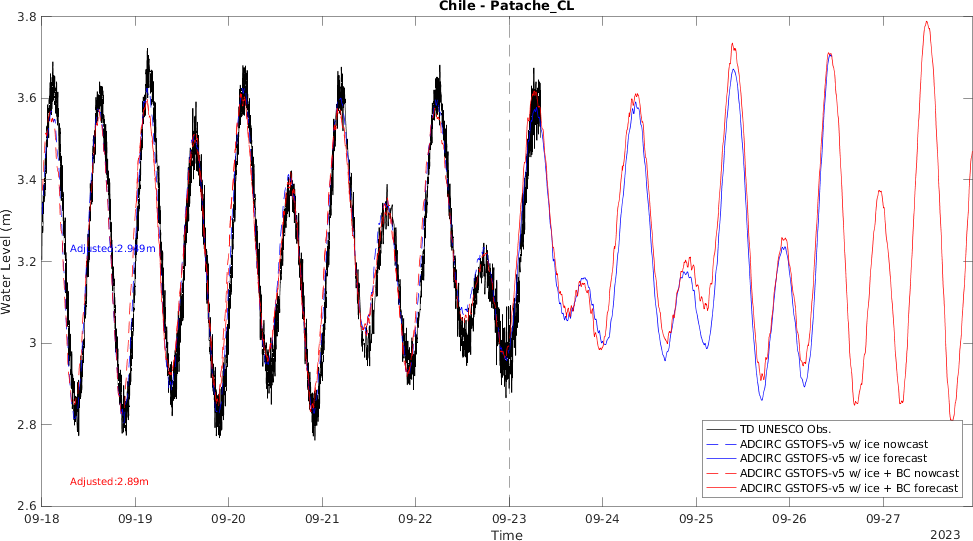 Chile - Patache_CL
3.8
3.6
3.4
3.2
3
2.8
2.6
Water Level (m)
Adjusted:2.949m
Adjusted:2.89m
TD UNESCO Obs.
ADCIRC GSTOFS-v5 w/ ice nowcast
ADCIRC GSTOFS-v5 w/ ice forecast
ADCIRC GSTOFS-v5 w/ ice + BC nowcast
ADCIRC GSTOFS-v5 w/ ice + BC forecast
09-18 09-19 09-20 09-21 09-22 09-23 09-24 09-25 09-26 09-27
Time
2023